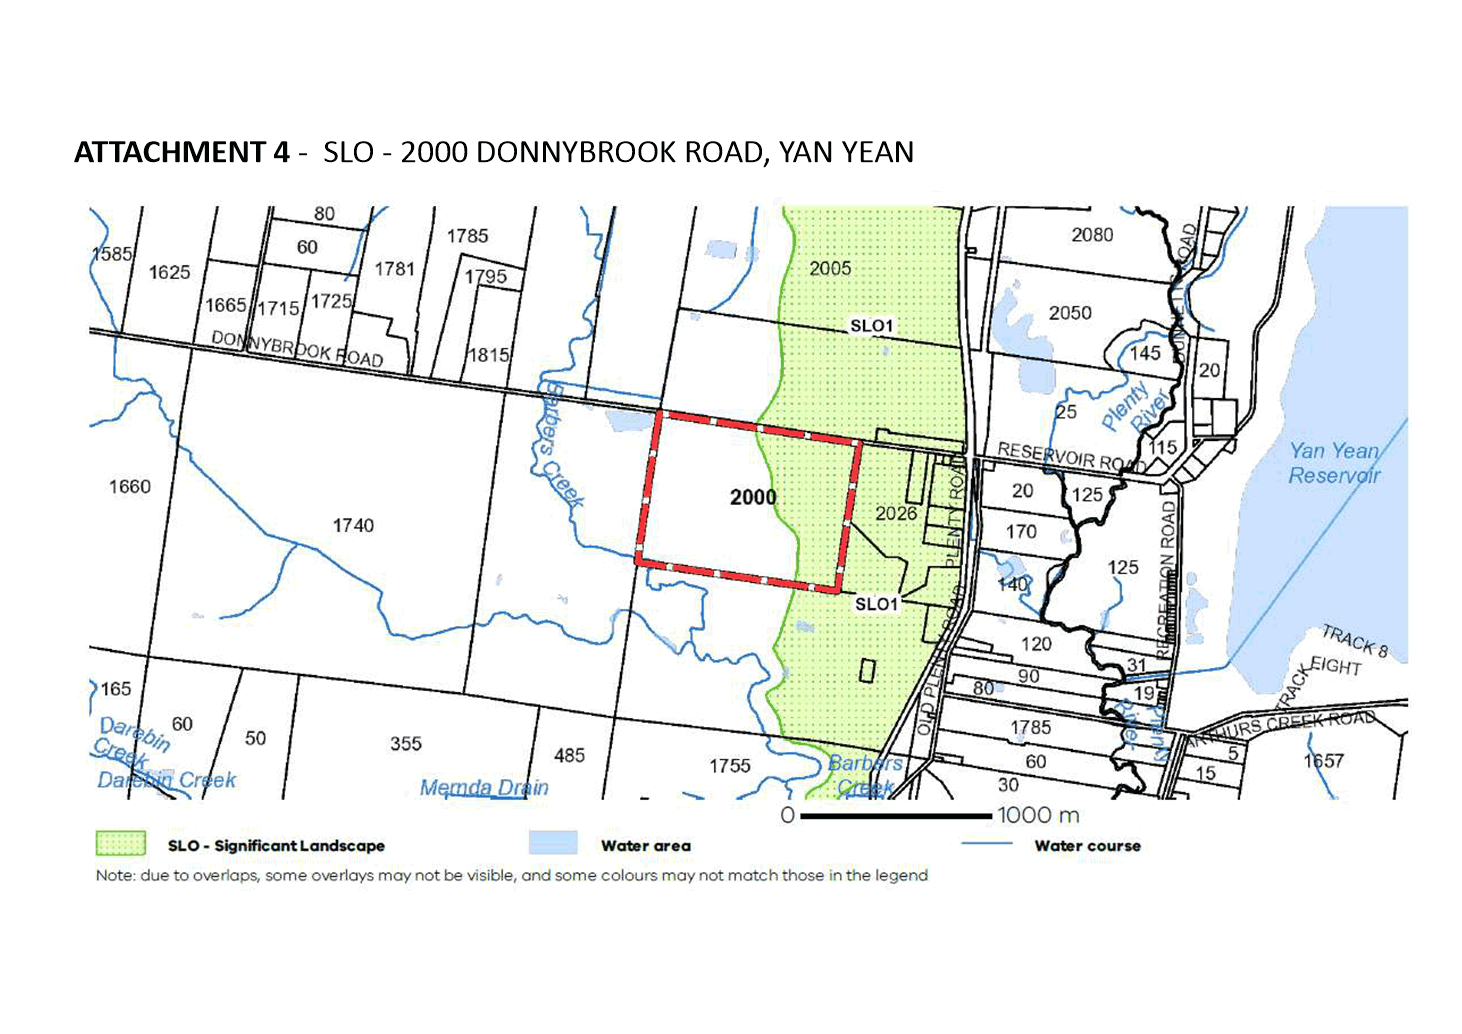 ATTACHMENT 4 - SLO - 2000 DONNYBROOK ROAD, YAN YEAN
80
60
1585
1625
1665
1715
1725
1781
1785
1795
1815
DONNYBROOK ROAD
2005
SLO1
2080
2050
145
20
25
115
DUNNETTS ROAD
Plenty
River
RESERVOIR ROAD
Yan Yean
Reservoir
Barbers Creek
1660
1740
2000
2026
PLENTY ROAD
20
125
170
140
125
RECREATION ROAD
SLO1
OLD PLENTY ROAD
120
90
80
31
19
1785
60
30
Plenty
River
TRACK 8
TRACK EIGHT
ARTHURS CREEK ROAD
5
15
1657
165
60
50
355
485
1755
Darebin
Creek
Darebin Creek
Mernda Drain
Barbers
Creek
0 1000 m
SLO - Significant Landscape
Water area
Water course
Note: due to overlaps, some overlays may not be visible, and some colours may not match those in the legend